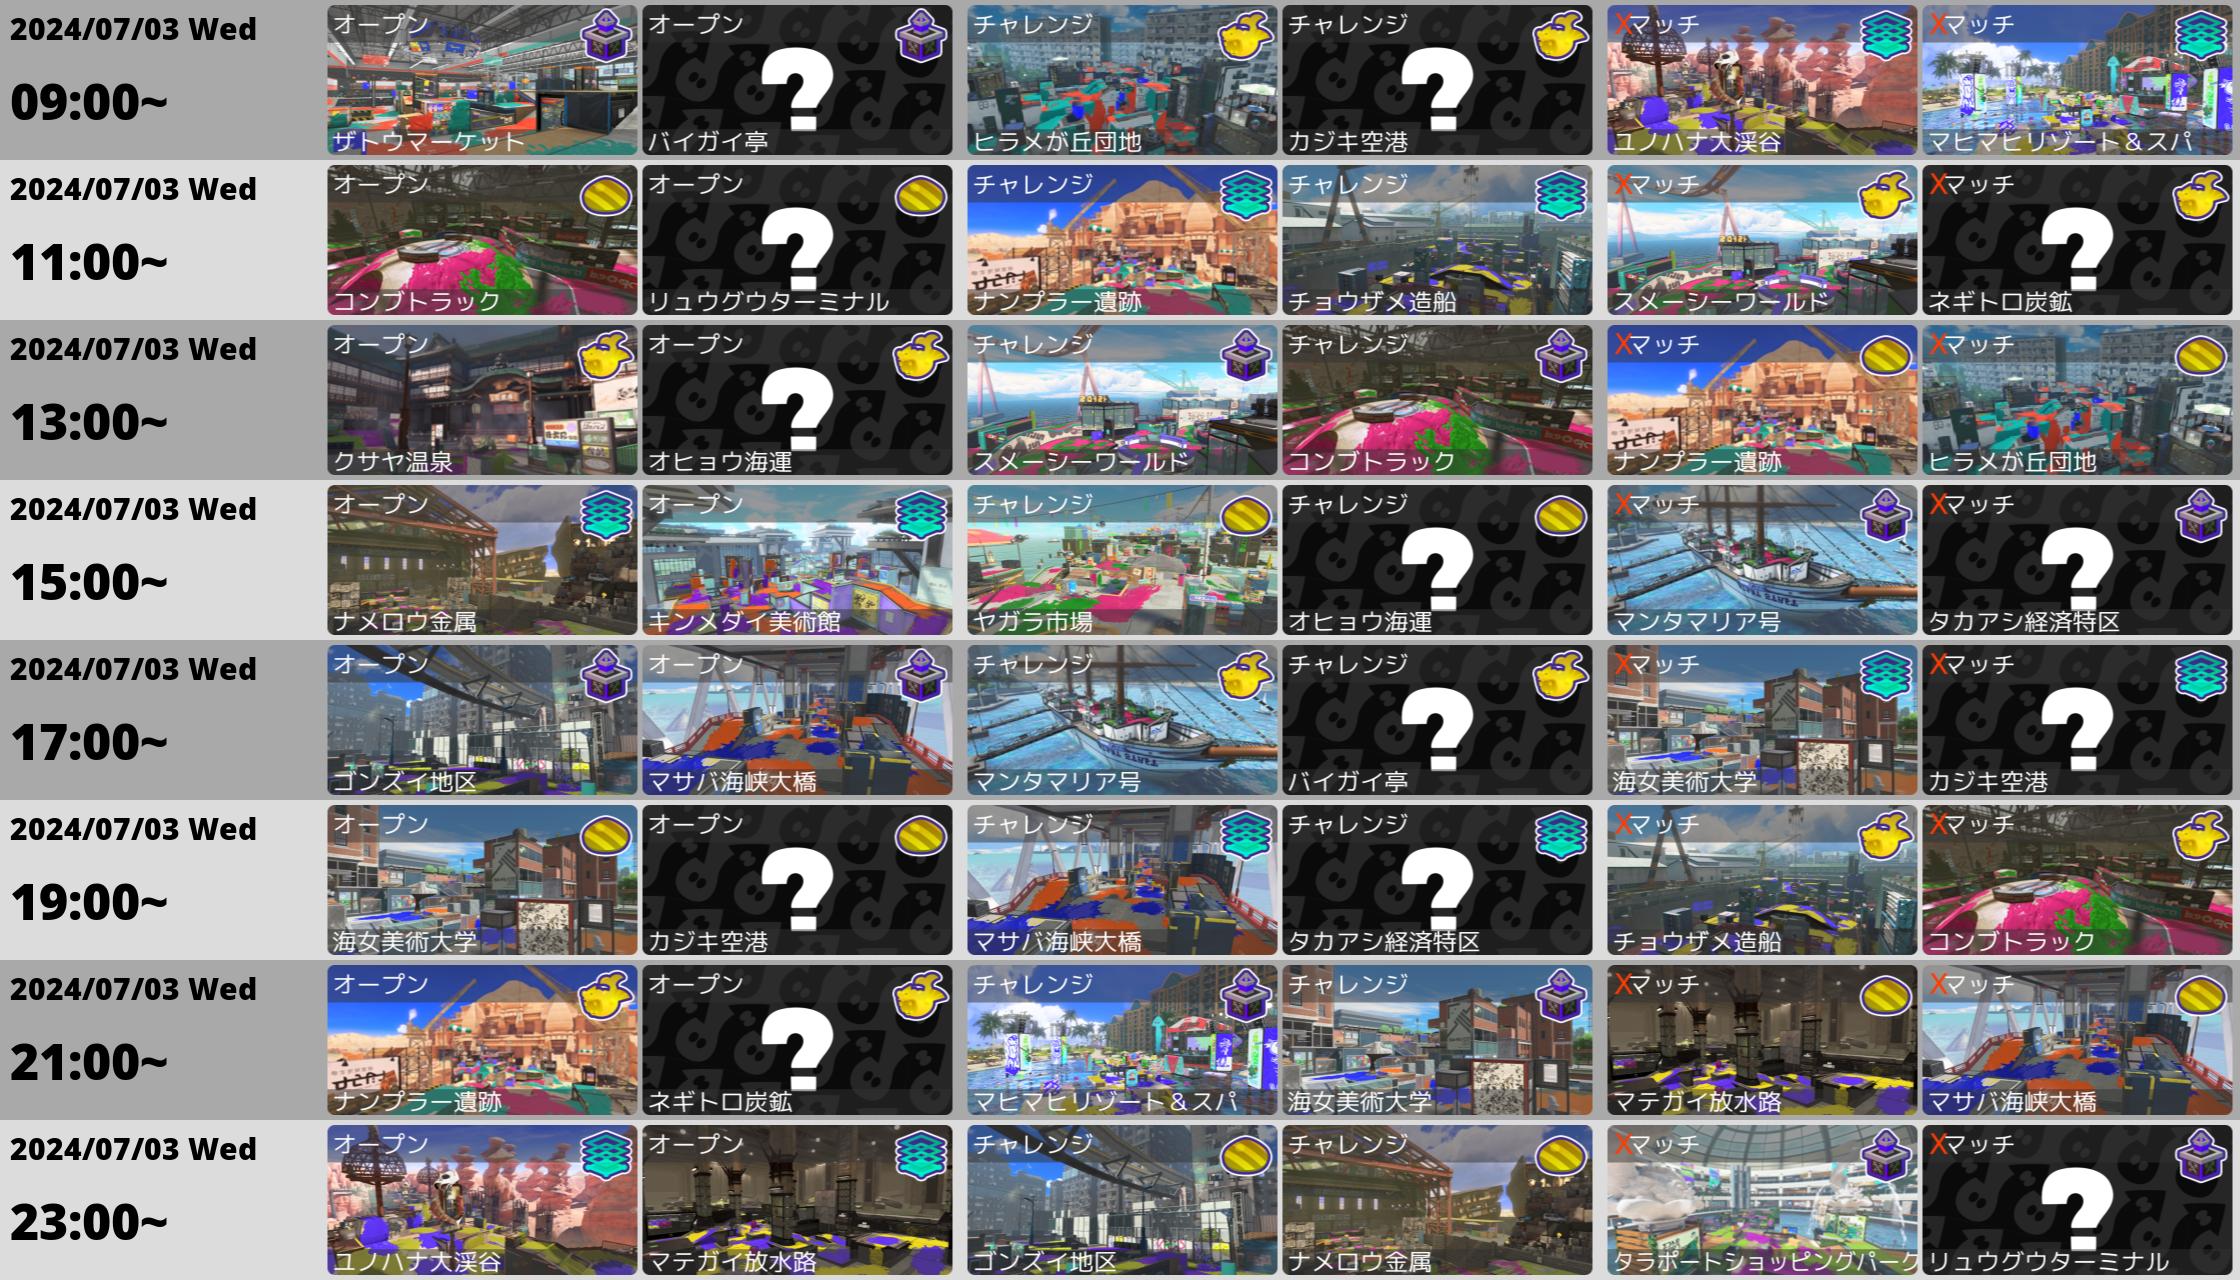 2024/07/03 Wed
09:00~
オープン
ザトウマーケット
オープン
バイガイ亭
チャレンジ
ヒラメが丘団地
チャレンジ
カジキ空港
Xマッチ
ユノハナ大渓谷
Xマッチ
マヒマヒリゾート＆スパ
2024/07/03 Wed
11:00~
オープン
コンブトラック
オープン
リュウグウターミナル
チャレンジ
ナンプラー遺跡
チャレンジ
チョウザメ造船
Xマッチ
スメーシーワールド
Xマッチ
ネギトロ炭鉱
2024/07/03 Wed
13:00~
オープン
クサヤ温泉
オープン
オヒョウ海運
チャレンジ
スメーシーワールド
チャレンジ
コンブトラック
Xマッチ
ナンプラー遺跡
Xマッチ
ヒラメが丘団地
2024/07/03 Wed
15:00~
オープン
ナメロウ金属
オープン
キンメダイ美術館
チャレンジ
ヤガラ市場
チャレンジ
オヒョウ海運
Xマッチ
マンタマリア号
Xマッチ
タカアシ経済特区
2024/07/03 Wed
17:00~
オープン
ゴンズイ地区
オープン
マサバ海峡大橋
チャレンジ
マンタマリア号
チャレンジ
バイガイ亭
Xマッチ
海女美術大学
Xマッチ
カジキ空港
2024/07/03 Wed
19:00~
オープン
海女美術大学
オープン
カジキ空港
チャレンジ
マサバ海峡大橋
チャレンジ
タカアシ経済特区
Xマッチ
チョウザメ造船
Xマッチ
コンブトラック
2024/07/03 Wed
21:00~
オープン
ナンプラー遺跡
オープン
ネギトロ炭鉱
チャレンジ
マヒマヒリゾート＆スパ
チャレンジ
海女美術大学
Xマッチ
マテガイ放水路
Xマッチ
マサバ海峡大橋
2024/07/03 Wed
23:00~
オープン
ユノハナ大渓谷
オープン
マテガイ放水路
チャレンジ
ゴンズイ地区
チャレンジ
ナメロウ金属
Xマッチ
タラポートショッピングパーク
Xマッチ
リュウグウターミナル